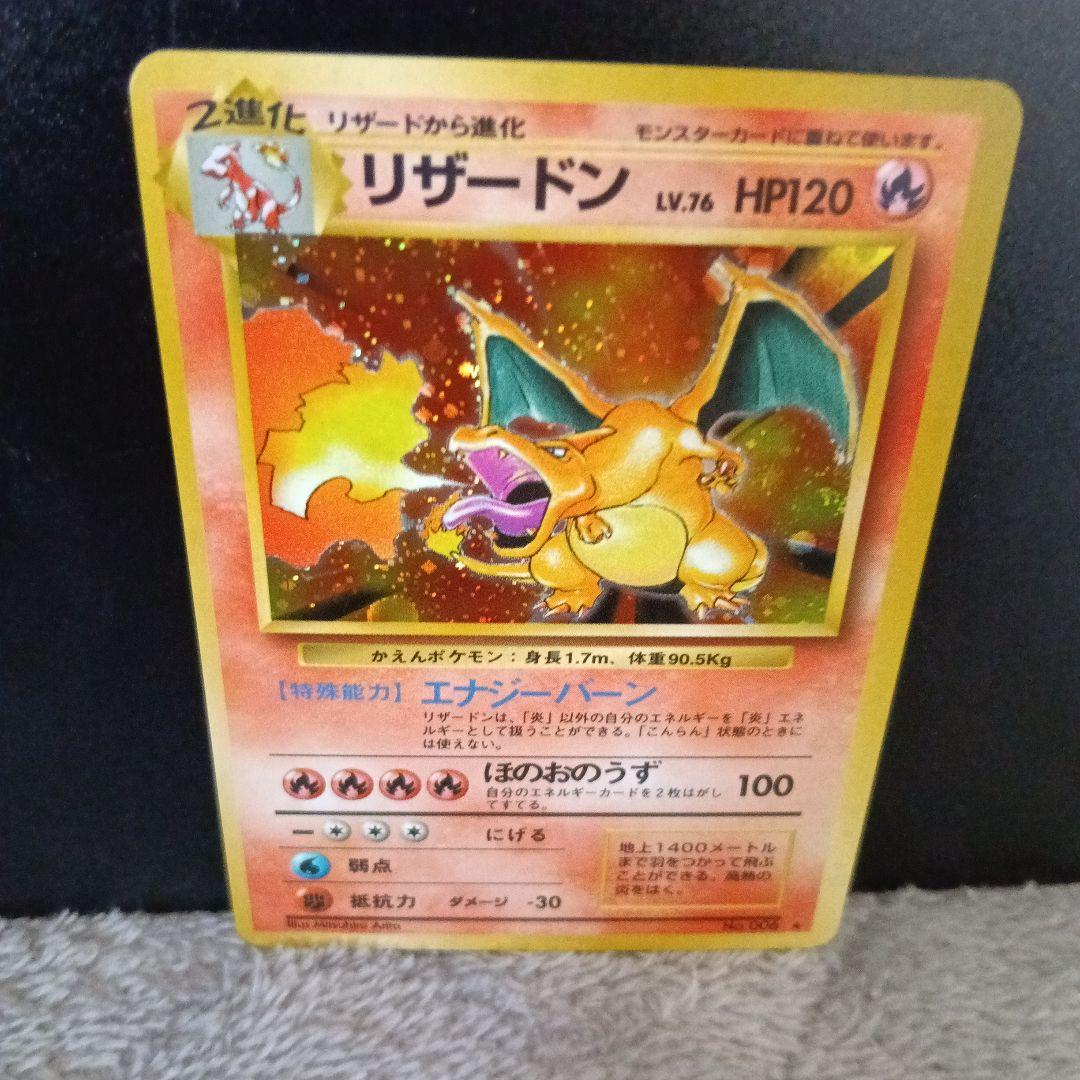 2進化 リザードから進化 モンスターカードに重ねて使います。
リザードン LV.76 HP120
かえんポケモン：身長1.7m、体重90.5Kg
【特殊能力】エナジーバーン
リザードンは、「炎」以外の自分のエネルギーを「炎」エネ
ルギーとして扱うことができる。「こんらん」状態のときに
は使えない。
ほのおのうず 100
自分のエネルギーカードを２枚はがし
てすてる。
にげる
弱点
抵抗力 ダメージ -30
地上1400メートル
まで羽をつかって飛ぶ
ことができる。高熱の
炎をはく。
Illus.Mitsuhiro Arita No.006 ★